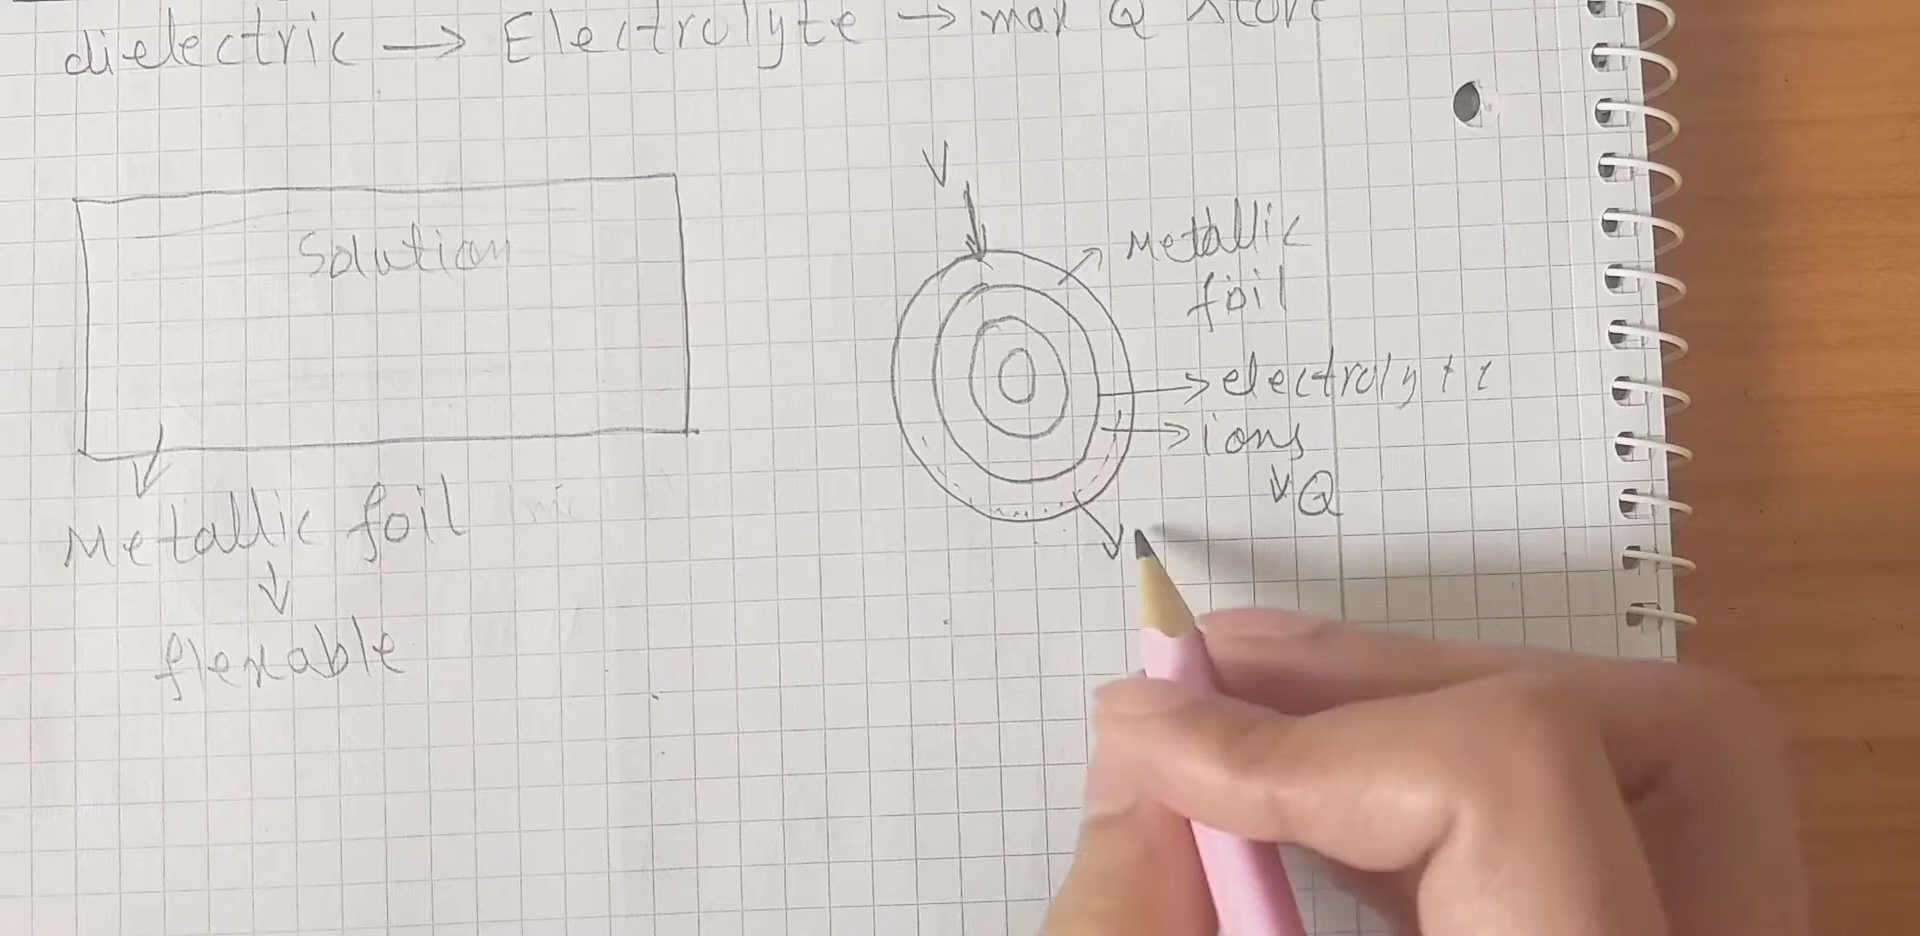 dielectric → Electrolyte → max Q
Solution
Metallic foil
↓
flexable
V
Metallic
foil
→ electrolyte
→ ions
↓ Q